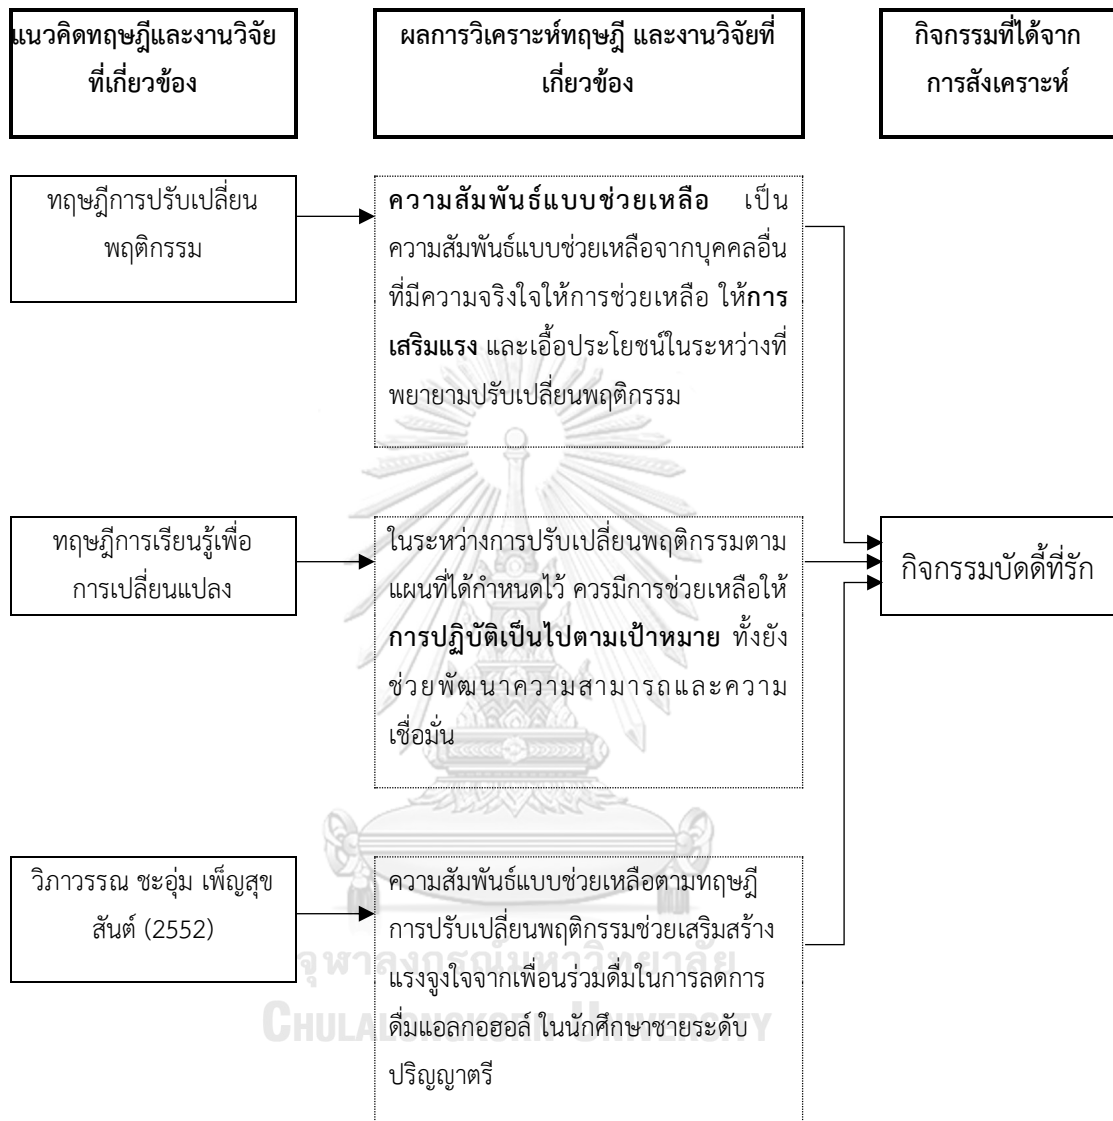 แนวคิดทฤษฎีและงานวิจัย
ที่เกี่ยวข้อง
ผลการวิเคราะห์ทฤษฎี และงานวิจัยที่
เกี่ยวข้อง
กิจกรรมที่ได้จาก
การสังเคราะห์
ทฤษฎีการปรับเปลี่ยน
พฤติกรรม
ความสัมพันธ์แบบช่วยเหลือ เป็น
ความสัมพันธ์แบบช่วยเหลือจากบุคคลอื่น
ที่มีความจริงใจให้การช่วยเหลือ ให้การ
เสริมแรง และเอื้อประโยชน์ในระหว่างที่
พยายามปรับเปลี่ยนพฤติกรรม
ทฤษฎีการเรียนรู้เพื่อ
การเปลี่ยนแปลง
ในระหว่างการปรับเปลี่ยนพฤติกรรมตาม
แผนที่ได้กำหนดไว้ ควรมีการช่วยเหลือให้
การปฏิบัติเป็นไปตามเป้าหมาย ทั้งยัง
ช่วยพัฒนาความสามารถและความ
เชื่อมั่น
กิจกรรมบัดดี้ที่รัก
วิภาวรรณ ชะอุ่ม เพ็ญสุข
สันต์ (2552)
ความสัมพันธ์แบบช่วยเหลือตามทฤษฎี
การปรับเปลี่ยนพฤติกรรมช่วยเสริมสร้าง
แรงจูงใจจากเพื่อนร่วมดื่มในการลดการ
ดื่มแอลกอฮอล์ ในนักศึกษาชายระดับ
ปริญญาตรี
จุฬาลงกรณ์มหาวิทยาลัย
CHULALONGKORN UNIVERSITY